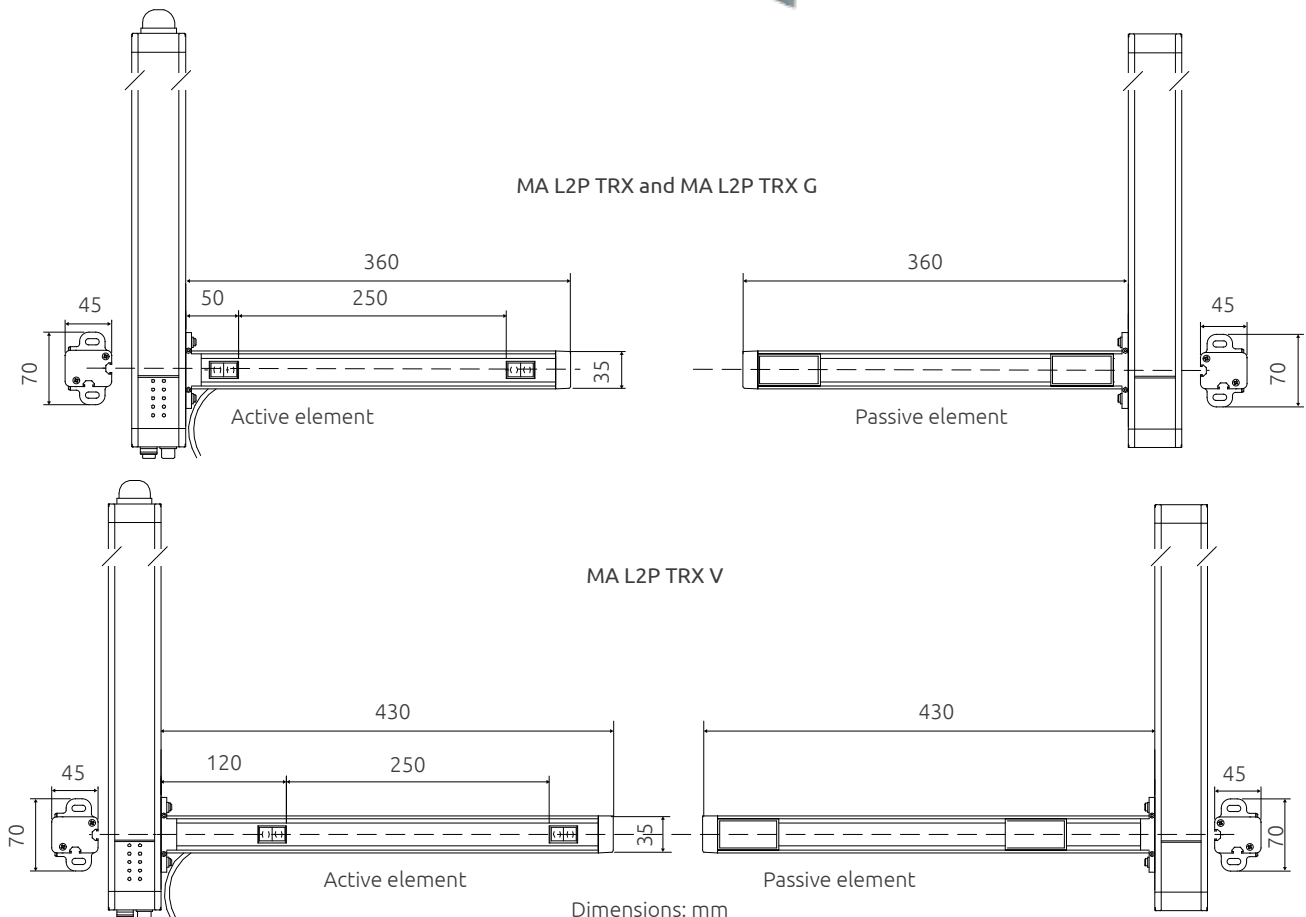 MA L2P TRX and MA L2P TRX G
360
360
50
250
45
45
70
35
70
Active element
Passive element
MA L2P TRX V
430
430
120
250
45
45
70
35
70
Active element
Passive element
Dimensions: mm